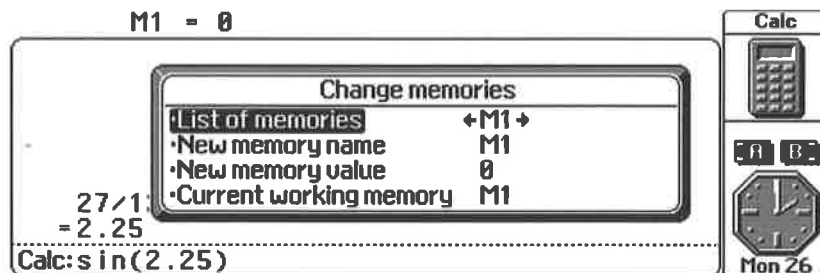 M1 = 0
Calc
Change memories
•List of memories ←M1→
•New memory name M1
•New memory value 0
•Current working memory M1
27/1
=2.25
Calc:sin(2.25)
A B
Mon 26